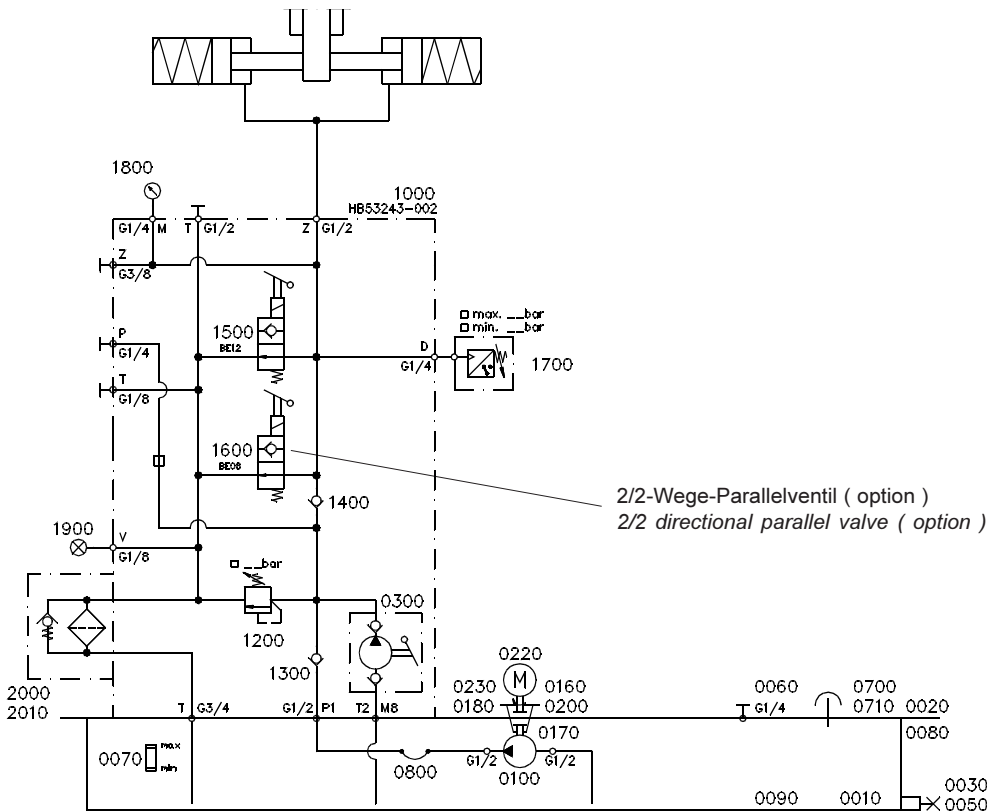 1800
1000
HB53243-002
G1/4 M T G1/2 Z G1/2
Z
G3/8
□ max. __bar
□ min. __bar
1500
P
G1/4
BE12
D
G1/4
1700
T
G1/8
1600
BE08
1400
2/2-Wege-Parallelventil ( option )
2/2 directional parallel valve ( option )
1900
V
G1/8
□ __bar
0300
1200
1300
0220
M
2000
2010
T G3/4
G1/2 P1
T2 M8
0230 0160
0180 0200
0170
0060
G1/4
0700
0710
0020
0080
0070
max
min
0800
G1/2
0100
G1/2
0090 0010
0030
0050